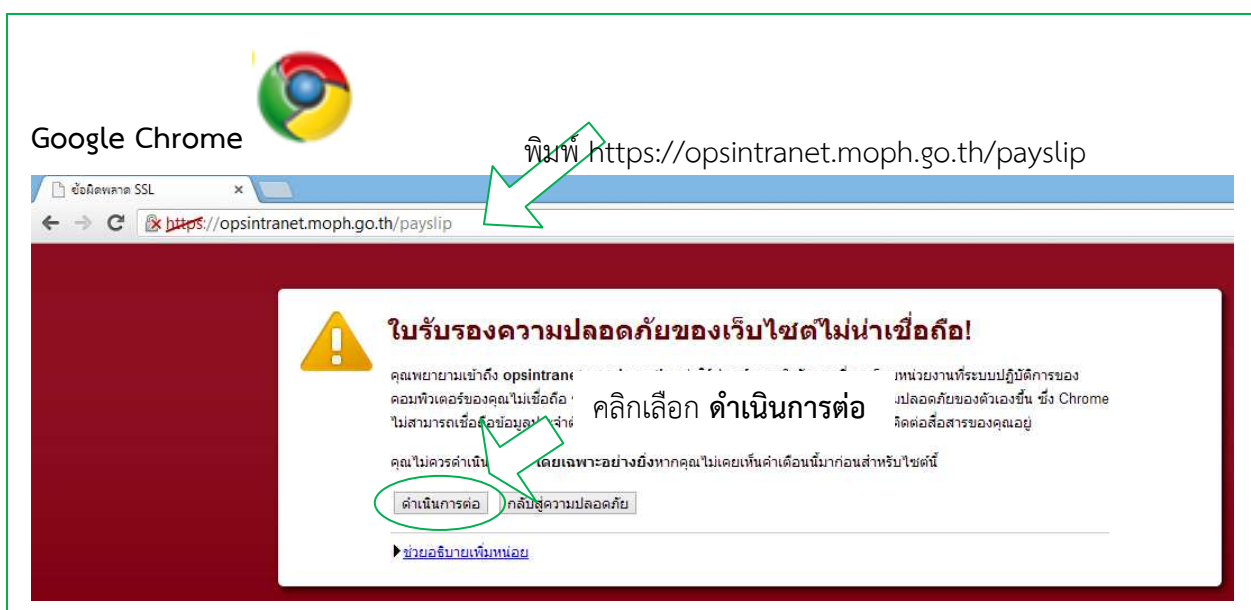 Google Chrome
พิมพ์ https://opsintranet.moph.go.th/payslip
ข้อผิดพลาด SSL
https://opsintranet.moph.go.th/payslip
ใบรับรองความปลอดภัยของเว็บไซต์ไม่น่าเชื่อถือ!
คุณพยายามเข้าถึง หน่วยงานที่ระบบปฏิบัติการของ
คอมพิวเตอร์ของคุณไม่เชื่อถือ ปลอดภัยของตัวเองขึ้น ซึ่ง Chrome
คลิกเลือก ดำเนินการต่อ
ไม่สามารถเชื่อถือ ติดต่อสื่อสารของคุณอยู่
คุณไม่ควรดำเนิน โดยเฉพาะอย่างยิ่งหากคุณไม่เคยเห็นคำเตือนนี้มาก่อนสำหรับไซต์นี้
ดำเนินการต่อ กลับสู่ความปลอดภัย
ช่วยอธิบายเพิ่มหน่อย